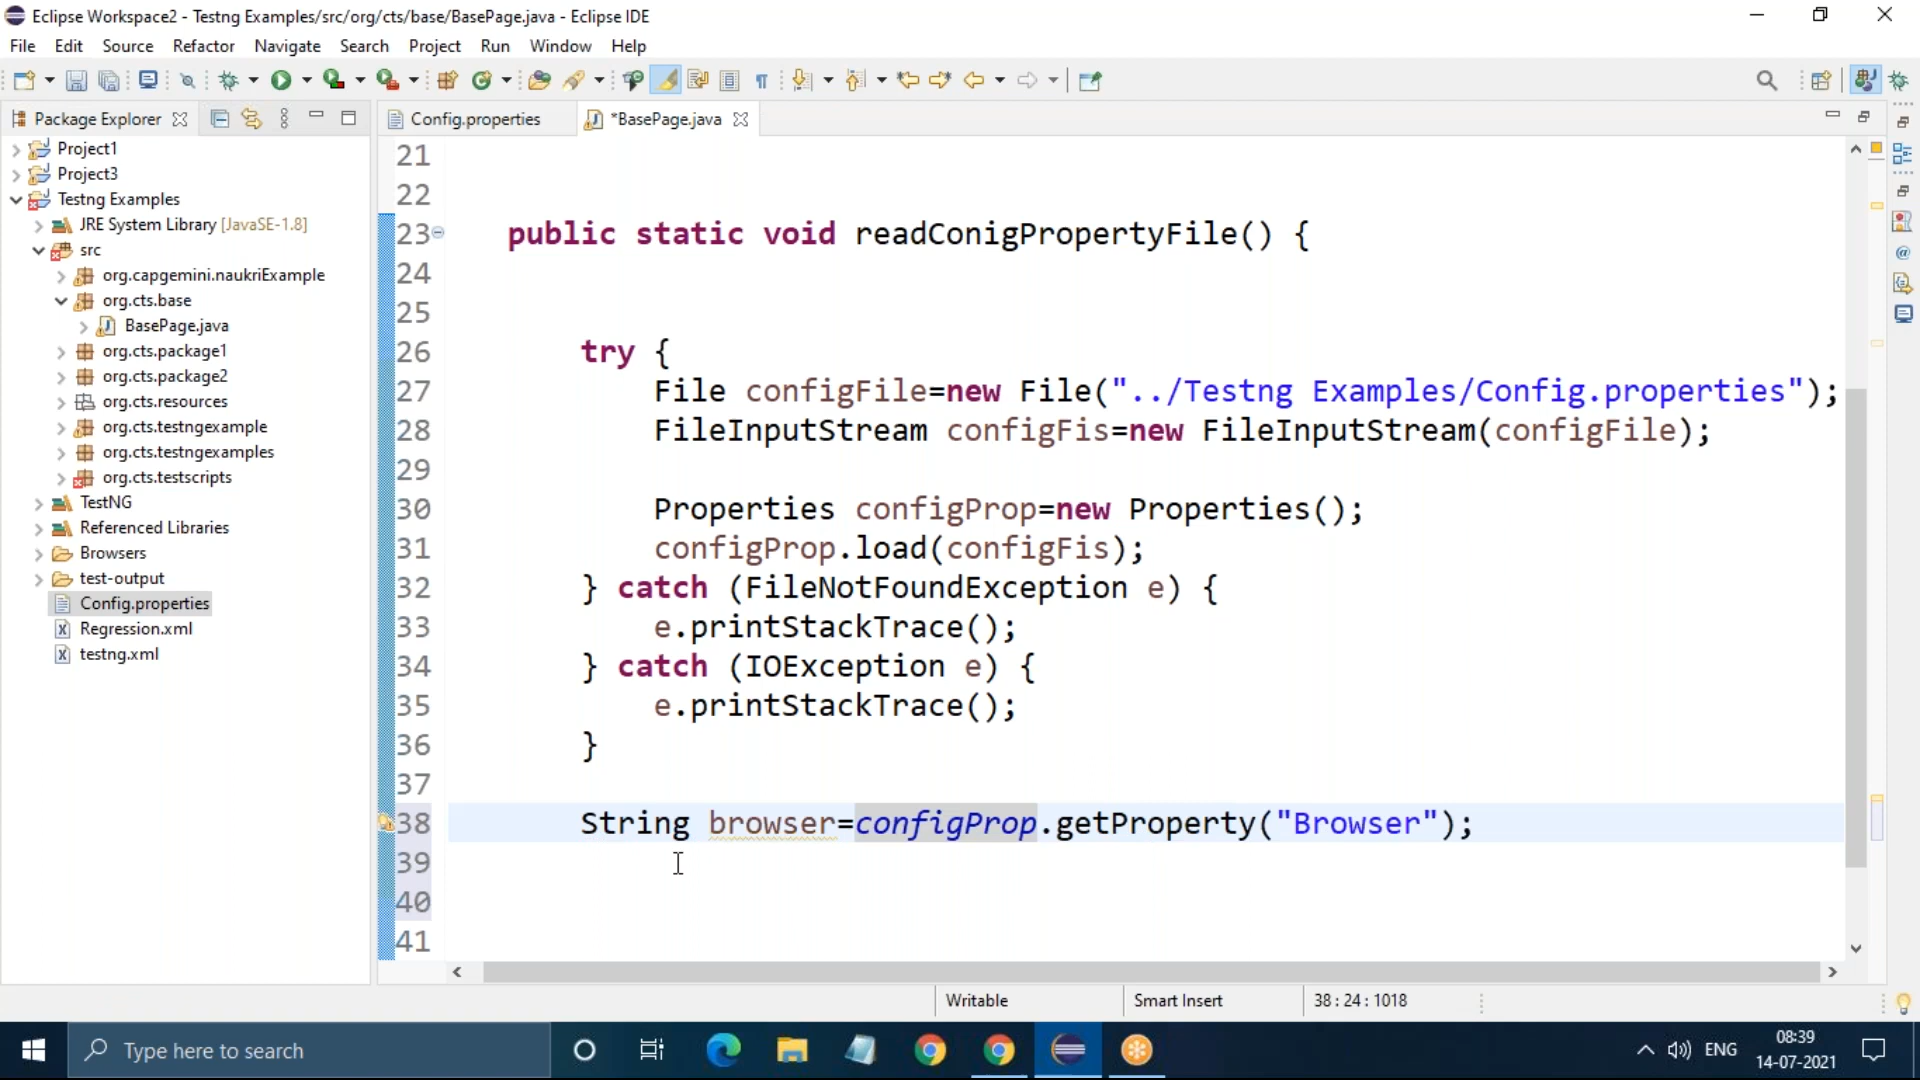 Eclipse Workspace2 - Testng Examples/src/org/cts/base/BasePage.java - Eclipse IDE
File Edit Source Refactor Navigate Search Project Run Window Help
Package Explorer
Config.properties
*BasePage.java
Project1
Project3
Testng Examples
JRE System Library [JavaSE-1.8]
src
org.capgemini.naukriExample
org.cts.base
BasePage.java
org.cts.package1
org.cts.package2
org.cts.resources
org.cts.testngexample
org.cts.testngexamples
org.cts.testscripts
TestNG
Referenced Libraries
Browsers
test-output
Config.properties
Regression.xml
testng.xml
21
22
23 public static void readConigPropertyFile() {
24
25
26 try {
27 File configFile=new File("../Testng Examples/Config.properties");
28 FileInputStream configFis=new FileInputStream(configFile);
29
30 Properties configProp=new Properties();
31 configProp.load(configFis);
32 } catch (FileNotFoundException e) {
33 e.printStackTrace();
34 } catch (IOException e) {
35 e.printStackTrace();
36 }
37
38 String browser=configProp.getProperty("Browser");
39
40
41
Writable
Smart Insert
38 : 24 : 1018
Type here to search
ENG
08:39
14-07-2021